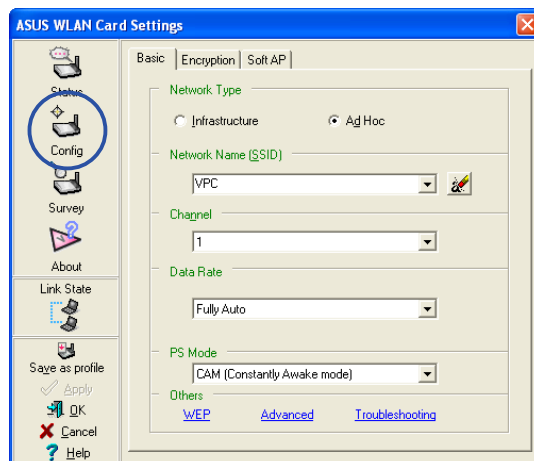 ASUS WLAN Card Settings
Status
Config
Survey
About
Link State
Save as profile
Apply
OK
Cancel
Help
Basic
Encryption
Soft AP
Network Type
Infrastructure
Ad Hoc
Network Name (SSID)
VPC
Channel
1
Data Rate
Fully Auto
PS Mode
CAM (Constantly Awake mode)
Others
WEP Advanced Troubleshooting